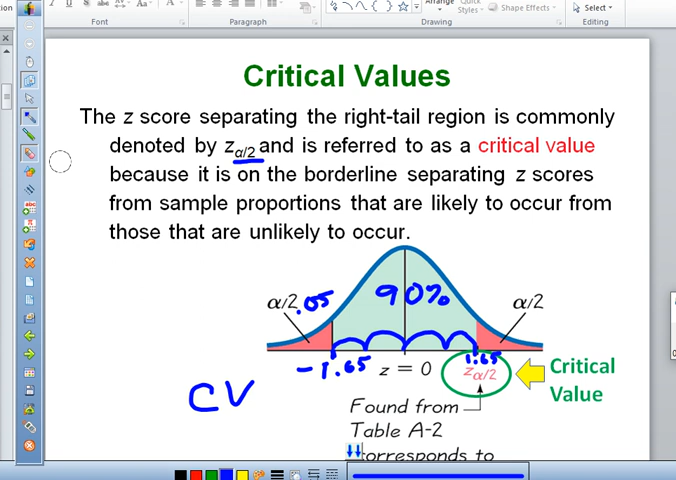 Arrange
Quick
Styles
Shape Effects
Select
Font
Paragraph
Drawing
Editing
Critical Values
The z score separating the right-tail region is commonly
denoted by zα/2 and is referred to as a critical value
because it is on the borderline separating z scores
from sample proportions that are likely to occur from
those that are unlikely to occur.
α/2 .05 90% α/2
-1.65 z = 0 1.65
zα/2
Critical
Value
CV
Found from
Table A-2
corresponds to